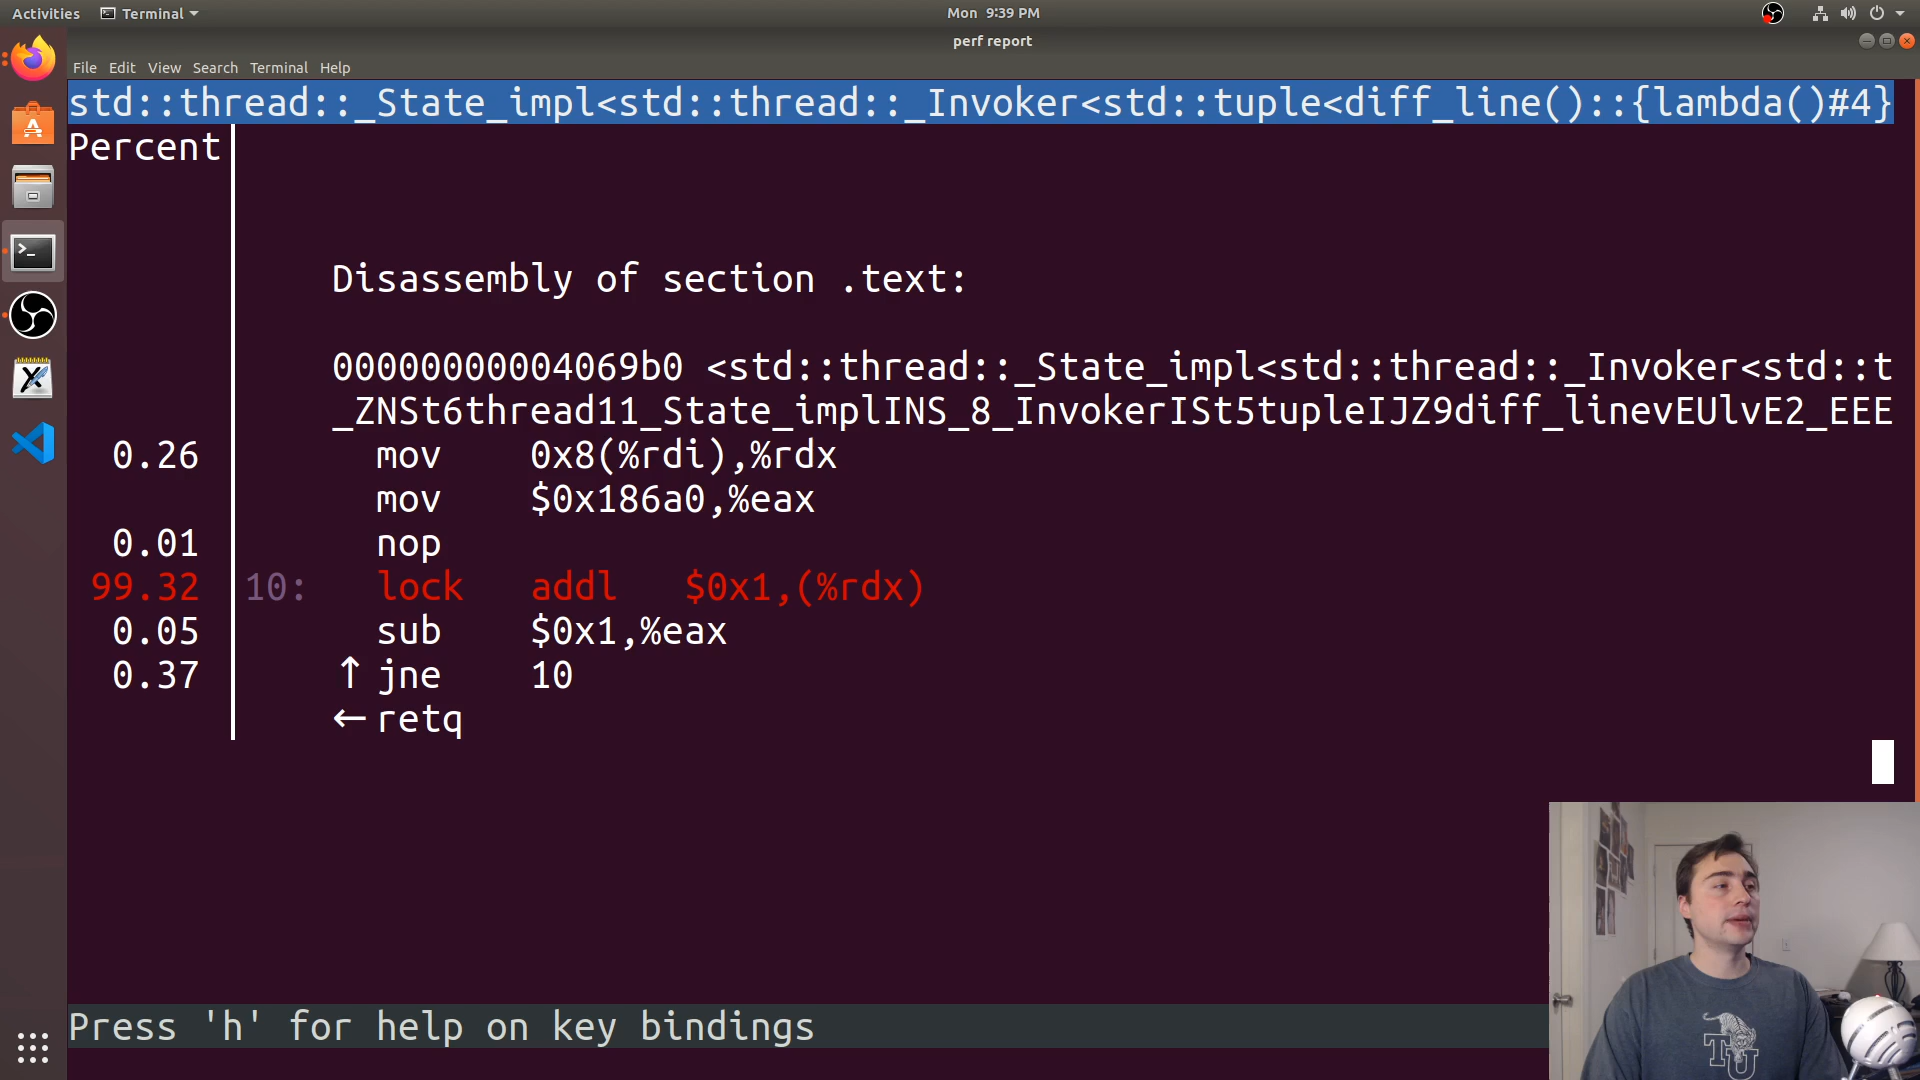 Activities Terminal Mon 9:39 PM
perf report
File Edit View Search Terminal Help
std::thread::_State_impl<std::thread::_Invoker<std::tuple<diff_line()::{lambda()#4}
Percent
Disassembly of section .text:
00000000004069b0 <std::thread::_State_impl<std::thread::_Invoker<std::t
_ZNSt6thread11_State_implINS_8_InvokerISt5tupleIJZ9diff_linevEUlvE2_EEE
0.26 mov 0x8(%rdi),%rdx
mov $0x186a0,%eax
0.01 nop
99.32 10: lock addl $0x1,(%rdx)
0.05 sub $0x1,%eax
0.37 ↑ jne 10
← retq
Press 'h' for help on key bindings
TU